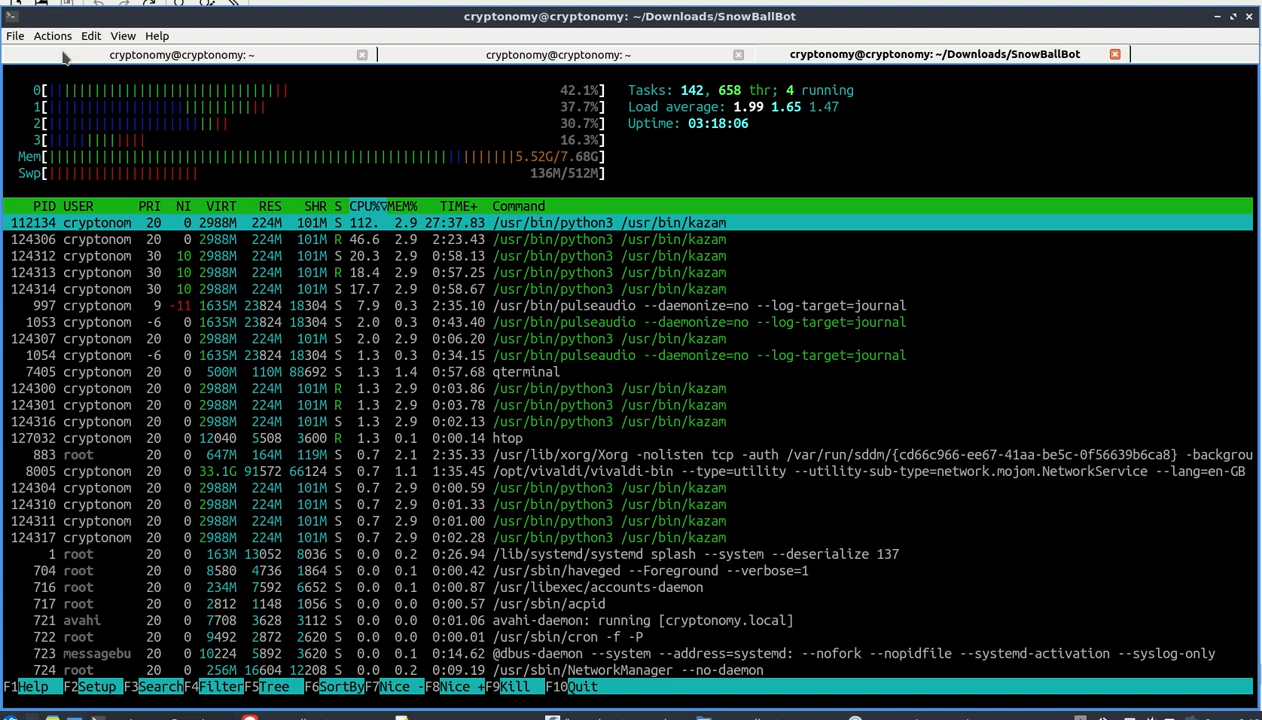 cryptonomy@cryptonomy: ~/Downloads/SnowBallBot
File Actions Edit View Help
cryptonomy@cryptonomy: ~ cryptonomy@cryptonomy: ~ cryptonomy@cryptonomy: ~/Downloads/SnowBallBot
0[ 42.1%] Tasks: 142, 658 thr; 4 running
1[ 37.7%] Load average: 1.99 1.65 1.47
2[ 30.7%] Uptime: 03:18:06
3[ 16.3%]
Mem[ 5.52G/7.68G]
Swp[ 136M/512M]
PID USER PRI NI VIRT RES SHR S CPU%▽MEM% TIME+ Command
112134 cryptonom 20 0 2988M 224M 101M S 112. 2.9 27:37.83 /usr/bin/python3 /usr/bin/kazam
124306 cryptonom 20 0 2988M 224M 101M R 46.6 2.9 2:23.43 /usr/bin/python3 /usr/bin/kazam
124312 cryptonom 30 10 2988M 224M 101M S 20.3 2.9 0:58.13 /usr/bin/python3 /usr/bin/kazam
124313 cryptonom 30 10 2988M 224M 101M R 18.4 2.9 0:57.25 /usr/bin/python3 /usr/bin/kazam
124314 cryptonom 30 10 2988M 224M 101M S 17.7 2.9 0:58.67 /usr/bin/python3 /usr/bin/kazam
997 cryptonom 9 -11 1635M 23824 18304 S 7.9 0.3 2:35.10 /usr/bin/pulseaudio --daemonize=no --log-target=journal
1053 cryptonom -6 0 1635M 23824 18304 S 2.0 0.3 0:43.40 /usr/bin/pulseaudio --daemonize=no --log-target=journal
124307 cryptonom 20 0 2988M 224M 101M S 2.0 2.9 0:06.20 /usr/bin/python3 /usr/bin/kazam
1054 cryptonom -6 0 1635M 23824 18304 S 1.3 0.3 0:34.15 /usr/bin/pulseaudio --daemonize=no --log-target=journal
7405 cryptonom 20 0 500M 110M 88692 S 1.3 1.4 0:57.68 qterminal
124300 cryptonom 20 0 2988M 224M 101M R 1.3 2.9 0:03.86 /usr/bin/python3 /usr/bin/kazam
124301 cryptonom 20 0 2988M 224M 101M R 1.3 2.9 0:03.78 /usr/bin/python3 /usr/bin/kazam
124316 cryptonom 20 0 2988M 224M 101M S 1.3 2.9 0:02.13 /usr/bin/python3 /usr/bin/kazam
127032 cryptonom 20 0 12040 5508 3600 R 1.3 0.1 0:00.14 htop
883 root 20 0 647M 164M 119M S 0.7 2.1 2:35.33 /usr/lib/xorg/Xorg -nolisten tcp -auth /var/run/sddm/{cd66c966-ee67-41aa-be5c-0f56639b6ca8} -backgrou
8005 cryptonom 20 0 33.1G 91572 66124 S 0.7 1.1 1:35.45 /opt/vivaldi/vivaldi-bin --type=utility --utility-sub-type=network.mojom.NetworkService --lang=en-GB
124304 cryptonom 20 0 2988M 224M 101M S 0.7 2.9 0:00.59 /usr/bin/python3 /usr/bin/kazam
124310 cryptonom 20 0 2988M 224M 101M S 0.7 2.9 0:01.33 /usr/bin/python3 /usr/bin/kazam
124311 cryptonom 20 0 2988M 224M 101M S 0.7 2.9 0:01.00 /usr/bin/python3 /usr/bin/kazam
124317 cryptonom 20 0 2988M 224M 101M S 0.7 2.9 0:02.28 /usr/bin/python3 /usr/bin/kazam
1 root 20 0 163M 13052 8036 S 0.0 0.2 0:26.94 /lib/systemd/systemd splash --system --deserialize 137
704 root 20 0 8580 4736 1864 S 0.0 0.1 0:00.42 /usr/sbin/haveged --Foreground --verbose=1
716 root 20 0 234M 7592 6652 S 0.0 0.1 0:00.87 /usr/libexec/accounts-daemon
717 root 20 0 2812 1148 1056 S 0.0 0.0 0:00.57 /usr/sbin/acpid
721 avahi 20 0 7708 3628 3112 S 0.0 0.0 0:01.06 avahi-daemon: running [cryptonomy.local]
722 root 20 0 9492 2872 2620 S 0.0 0.0 0:00.01 /usr/sbin/cron -f -P
723 messagebu 20 0 10224 5892 3620 S 0.0 0.1 0:14.62 @dbus-daemon --system --address=systemd: --nofork --nopidfile --systemd-activation --syslog-only
724 root 20 0 256M 16604 12208 S 0.0 0.2 0:09.19 /usr/sbin/NetworkManager --no-daemon
F1Help F2Setup F3SearchF4FilterF5Tree F6SortByF7Nice -F8Nice +F9Kill F10Quit